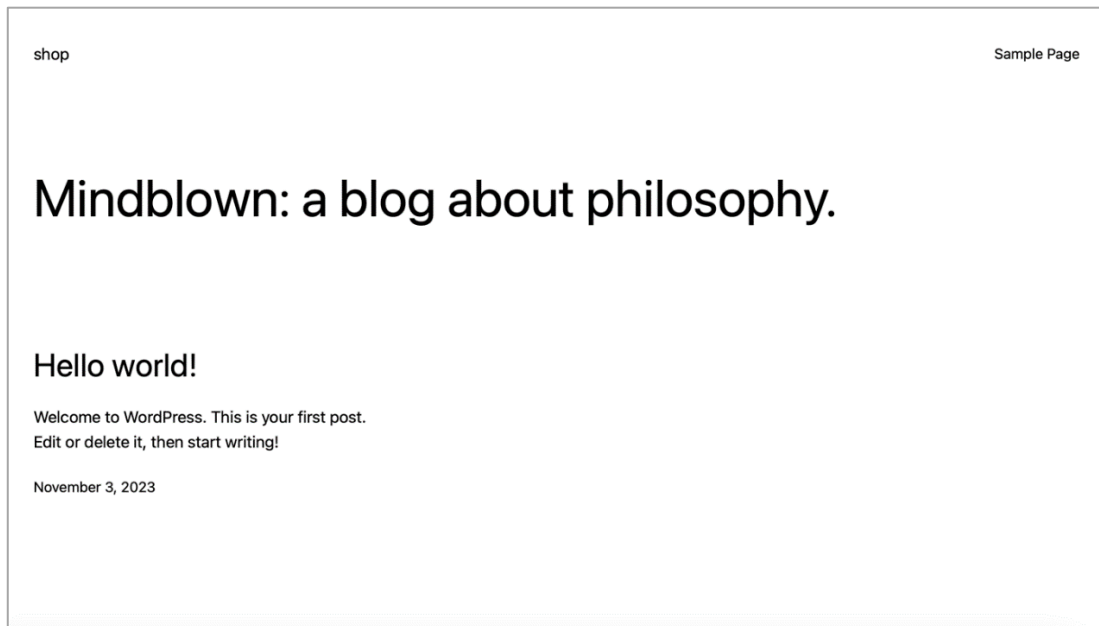 shop
Sample Page
Mindblown: a blog about philosophy.
Hello world!
Welcome to WordPress. This is your first post.
Edit or delete it, then start writing!
November 3, 2023